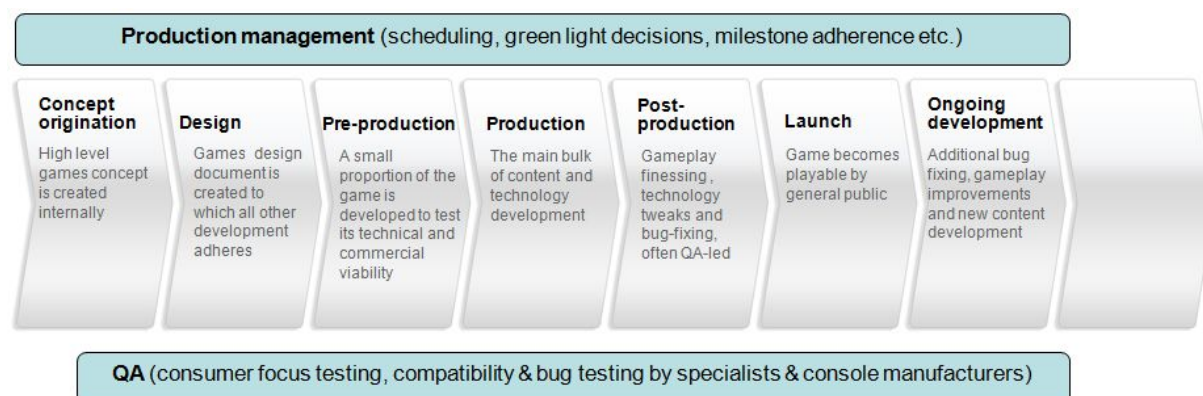 Production management (scheduling, green light decisions, milestone adherence etc.)
Concept
origination
High level
games concept
is created
internally
Design
Games design
document is
created to
which all other
development
adheres
Pre-production
A small
proportion of the
game is
developed to test
its technical and
commercial
viability
Production
The main bulk
of content and
technology
development
Post-
production
Gameplay
finessing ,
technology
tweaks and
bug-fixing,
often QA-led
Launch
Game becomes
playable by
general public
Ongoing
development
Additional bug
fixing, gameplay
improvements
and new content
development
QA (consumer focus testing, compatibility & bug testing by specialists & console manufacturers)